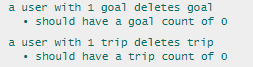 a user with 1 goal deletes goal
• should have a goal count of 0
a user with 1 trip deletes trip
• should have a trip count of 0